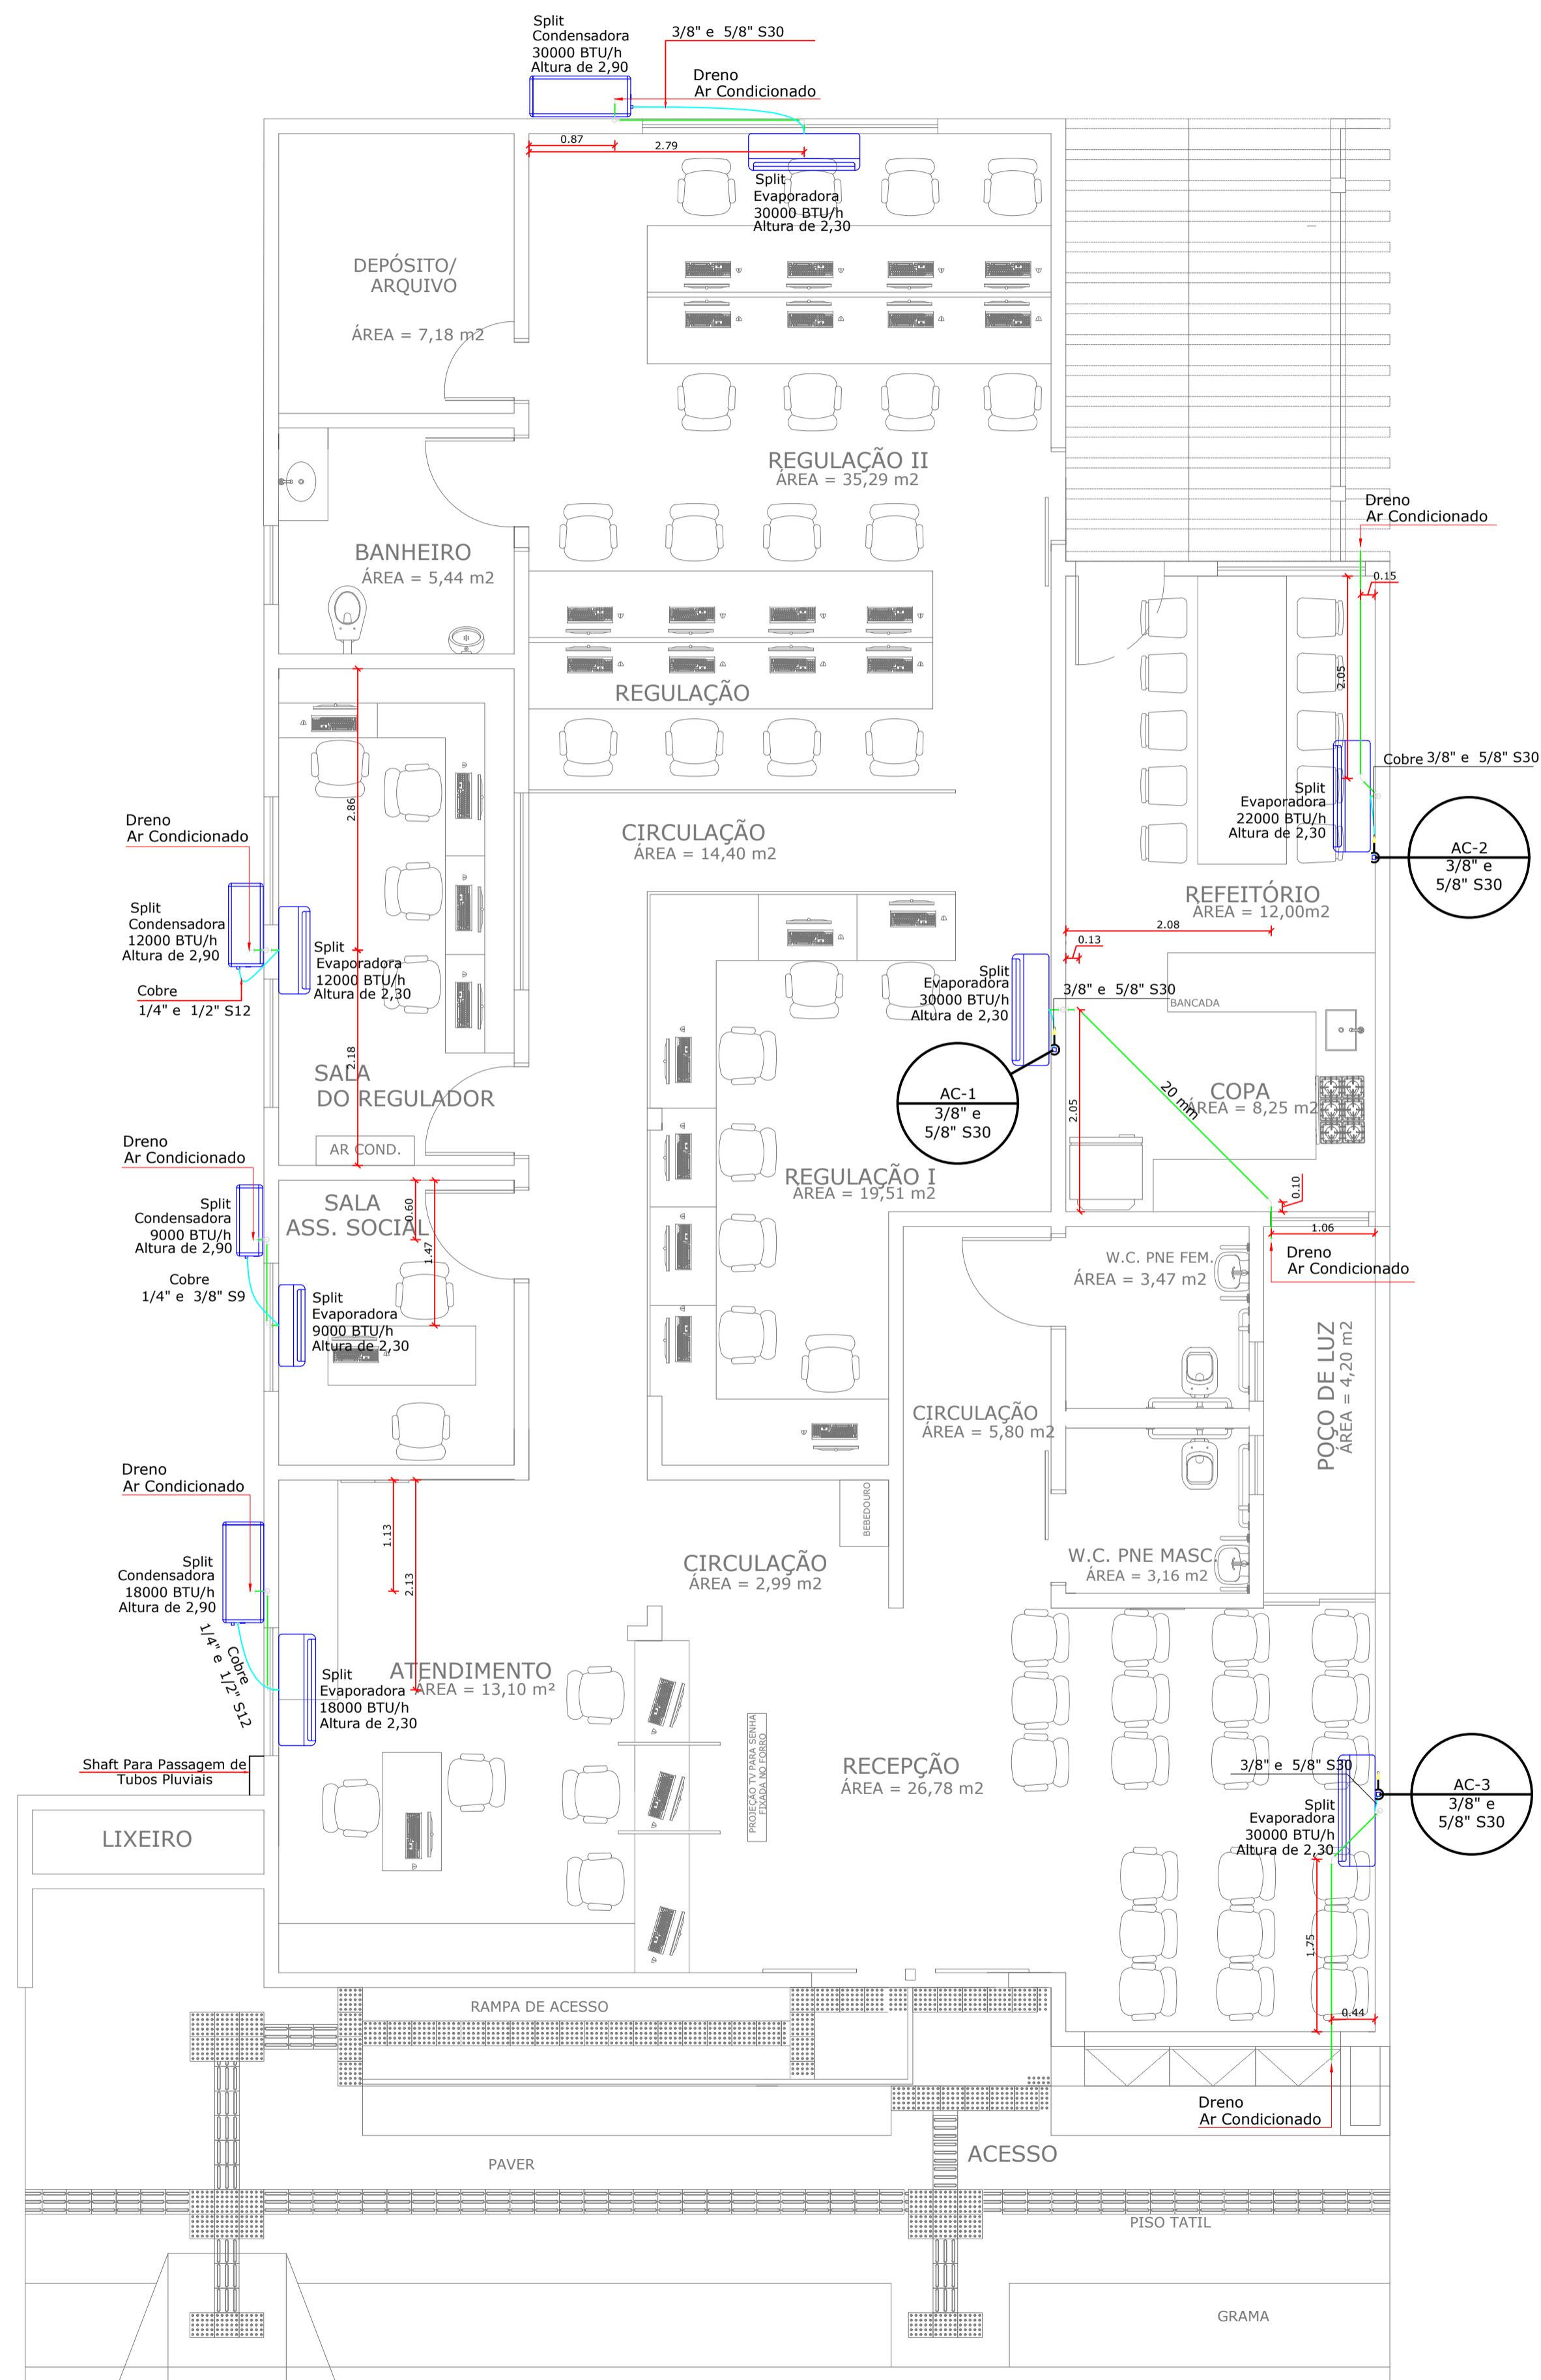 Split
Condensadora
30000 BTU/h
Altura de 2,90
3/8" e 5/8" S30
Dreno
Ar Condicionado
0.87
2.79
Split
Evaporadora
30000 BTU/h
Altura de 2,30
DEPÓSITO/
ARQUIVO
ÁREA = 7,18 m2
REGULAÇÃO II
ÁREA = 35,29 m2
Dreno
Ar Condicionado
BANHEIRO
ÁREA = 5,44 m2
0.15
2.05
REGULAÇÃO
Cobre 3/8" e 5/8" S30
Split
Evaporadora
22000 BTU/h
Altura de 2,30
AC-2
3/8" e
5/8" S30
2.86
Dreno
Ar Condicionado
CIRCULAÇÃO
ÁREA = 14,40 m2
REFEITÓRIO
ÁREA = 12,00m2
2.08
0.13
Split
Condensadora
12000 BTU/h
Altura de 2,90
Split
Evaporadora
12000 BTU/h
Altura de 2,30
Cobre
1/4" e 1/2" S12
Split
Evaporadora
30000 BTU/h
Altura de 2,30
3/8" e 5/8" S30
BANCADA
2.18
SALA
DO REGULADOR
AC-1
3/8" e
5/8" S30
2.05
20 mm
COPA
ÁREA = 8,25 m2
Dreno
Ar Condicionado
AR COND.
REGULAÇÃO I
ÁREA = 19,51 m2
0.10
1.06
SALA
ASS. SOCIAL
0.60
1.47
Split
Condensadora
9000 BTU/h
Altura de 2,90
Cobre
1/4" e 3/8" S9
Split
Evaporadora
9000 BTU/h
Altura de 2,30
W.C. PNE FEM.
ÁREA = 3,47 m2
Dreno
Ar Condicionado
POÇO DE LUZ
ÁREA = 4,20 m2
CIRCULAÇÃO
ÁREA = 5,80 m2
Dreno
Ar Condicionado
BEBEDOURO
1.13
2.13
CIRCULAÇÃO
ÁREA = 2,99 m2
W.C. PNE MASC.
ÁREA = 3,16 m2
Split
Condensadora
18000 BTU/h
Altura de 2,90
Cobre
1/4" e 1/2" S12
ATENDIMENTO
ÁREA = 13,10 m²
Split
Evaporadora
18000 BTU/h
Altura de 2,30
PROJEÇÃO TV PARA SENHA
FIXADA NO FORRO
RECEPÇÃO
ÁREA = 26,78 m2
Shaft Para Passagem de
Tubos Pluviais
3/8" e 5/8" S30
AC-3
3/8" e
5/8" S30
Split
Evaporadora
30000 BTU/h
Altura de 2,30
LIXEIRO
1.75
0.44
RAMPA DE ACESSO
Dreno
Ar Condicionado
ACESSO
PAVER
PISO TATIL
GRAMA